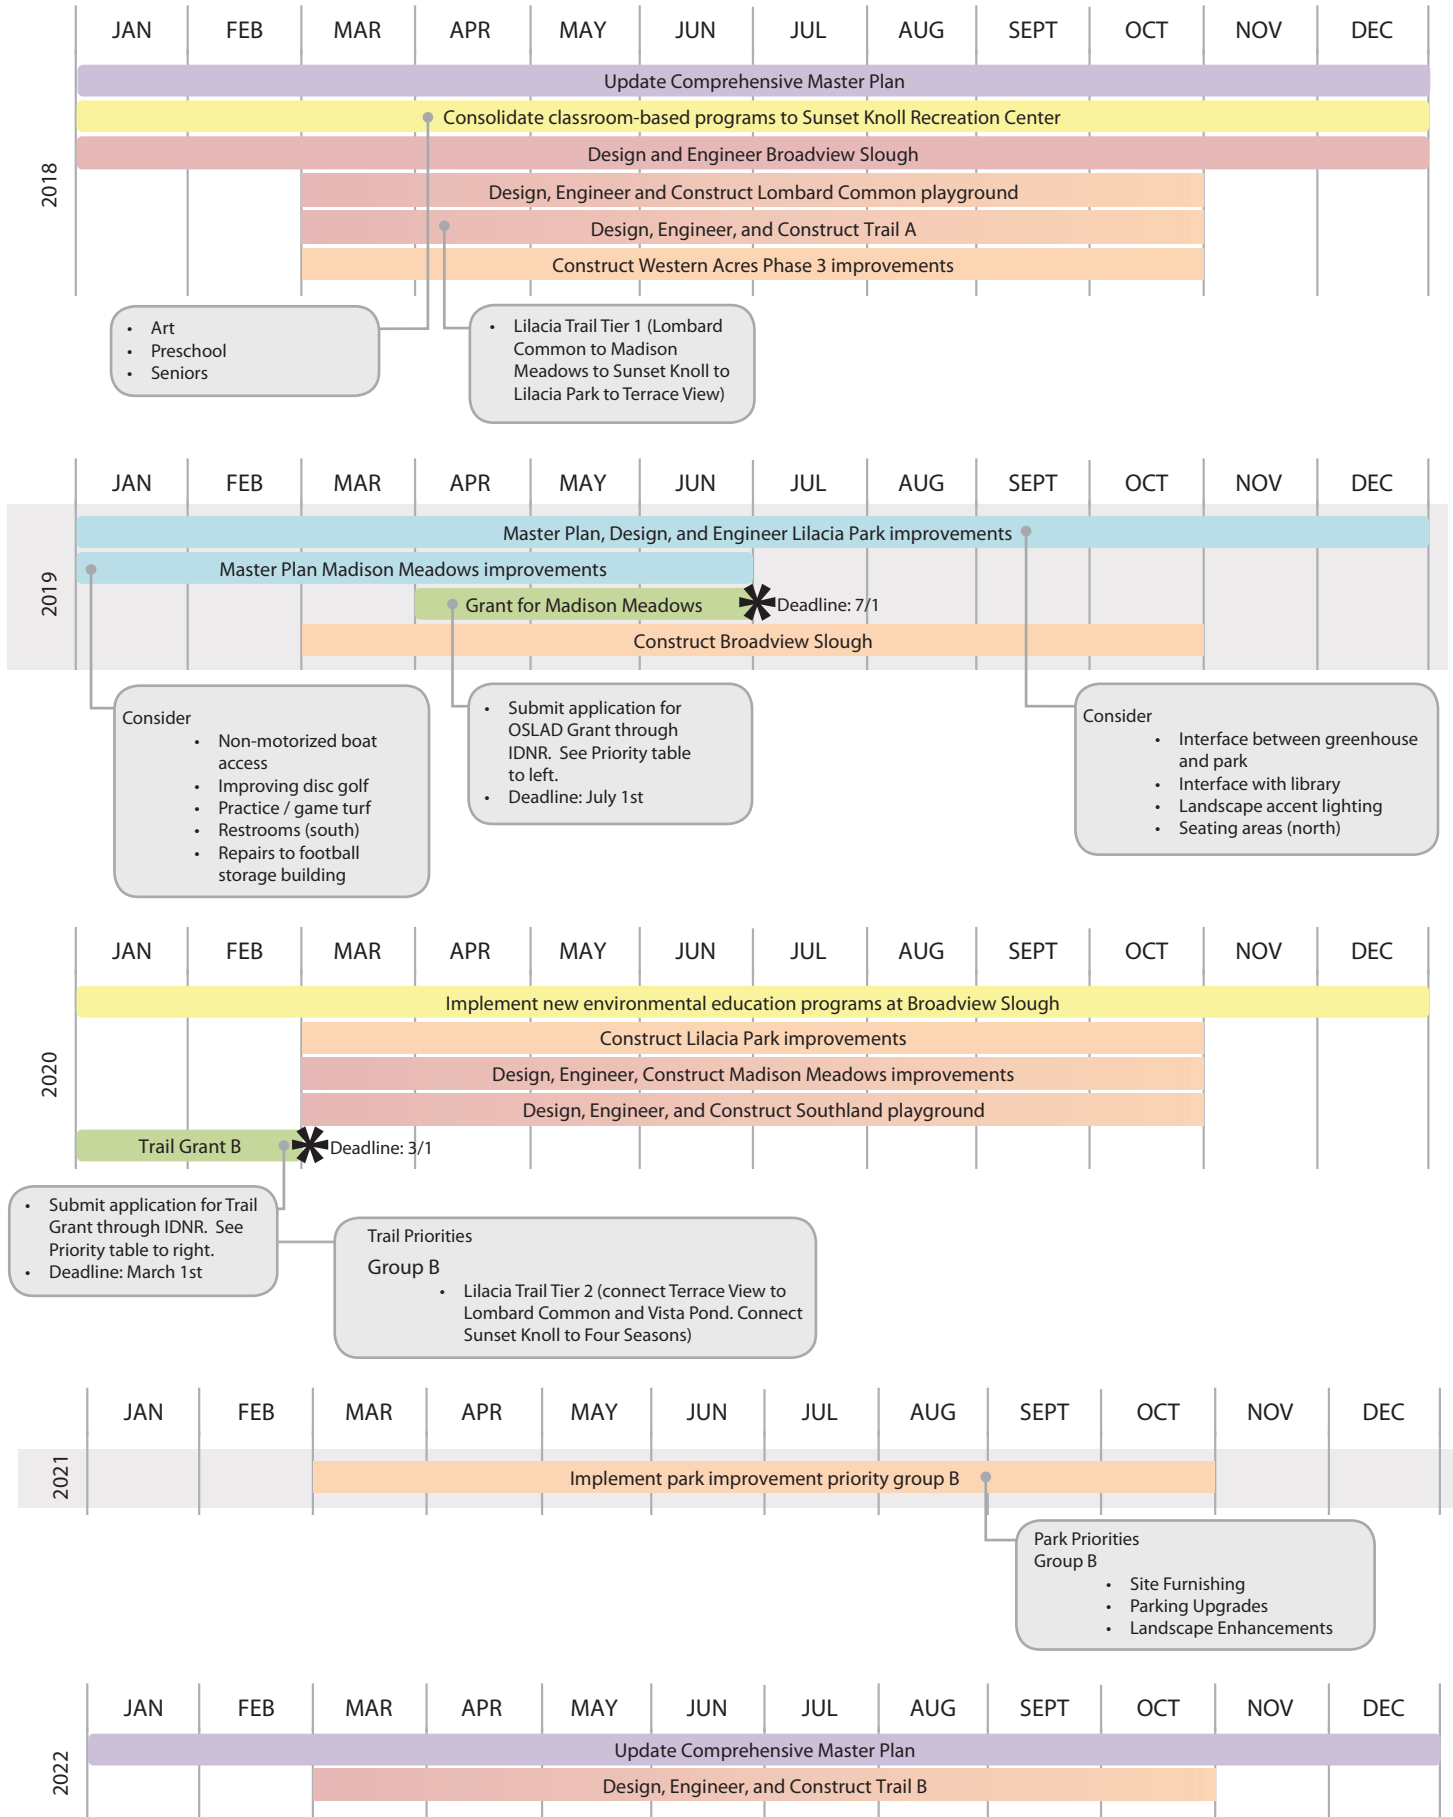 JAN FEB MAR APR MAY JUN JUL AUG SEPT OCT NOV DEC
2018
Update Comprehensive Master Plan
Consolidate classroom-based programs to Sunset Knoll Recreation Center
Design and Engineer Broadview Slough
Design, Engineer and Construct Lombard Common playground
Design, Engineer, and Construct Trail A
Construct Western Acres Phase 3 improvements
• Art
• Preschool
• Seniors
• Lilacia Trail Tier 1 (Lombard
Common to Madison
Meadows to Sunset Knoll to
Lilacia Park to Terrace View)
JAN FEB MAR APR MAY JUN JUL AUG SEPT OCT NOV DEC
2019
Master Plan, Design, and Engineer Lilacia Park improvements
Master Plan Madison Meadows improvements
Grant for Madison Meadows
Deadline: 7/1
Construct Broadview Slough
Consider
• Non-motorized boat
access
• Improving disc golf
• Practice / game turf
• Restrooms (south)
• Repairs to football
storage building
• Submit application for
OSLAD Grant through
IDNR. See Priority table
to left.
• Deadline: July 1st
Consider
• Interface between greenhouse
and park
• Interface with library
• Landscape accent lighting
• Seating areas (north)
JAN FEB MAR APR MAY JUN JUL AUG SEPT OCT NOV DEC
2020
Implement new environmental education programs at Broadview Slough
Construct Lilacia Park improvements
Design, Engineer, Construct Madison Meadows improvements
Design, Engineer, and Construct Southland playground
Trail Grant B
Deadline: 3/1
• Submit application for Trail
Grant through IDNR. See
Priority table to right.
• Deadline: March 1st
Trail Priorities
Group B
• Lilacia Trail Tier 2 (connect Terrace View to
Lombard Common and Vista Pond. Connect
Sunset Knoll to Four Seasons)
JAN FEB MAR APR MAY JUN JUL AUG SEPT OCT NOV DEC
2021
Implement park improvement priority group B
Park Priorities
Group B
• Site Furnishing
• Parking Upgrades
• Landscape Enhancements
JAN FEB MAR APR MAY JUN JUL AUG SEPT OCT NOV DEC
2022
Update Comprehensive Master Plan
Design, Engineer, and Construct Trail B